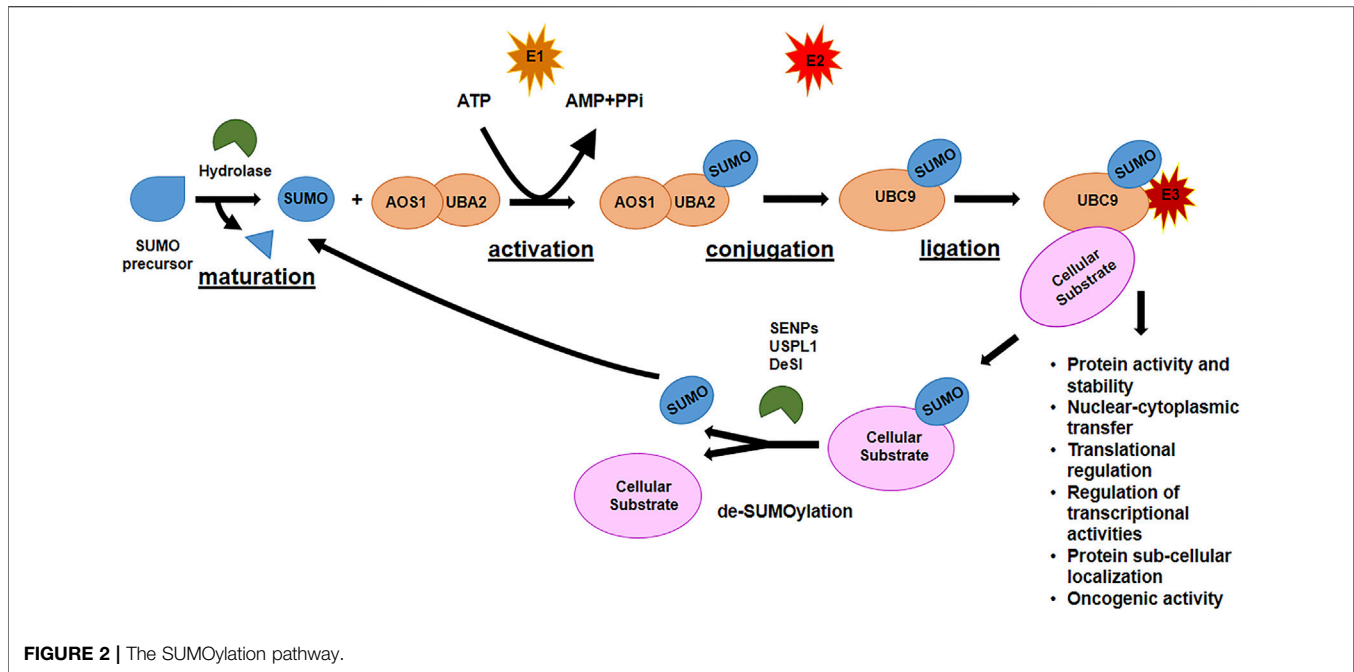 E1
E2
ATP
AMP+PPi
Hydrolase
SUMO
precursor
maturation
SUMO
+
AOS1
UBA2
activation
AOS1
UBA2
SUMO
conjugation
UBC9
SUMO
ligation
UBC9
SUMO
E3
Cellular
Substrate
SENPs
USPL1
DeSI
SUMO
Cellular
Substrate
de-SUMOylation
SUMO
Cellular
Substrate
• Protein activity and
stability
• Nuclear-cytoplasmic
transfer
• Translational
regulation
• Regulation of
transcriptional
activities
• Protein sub-cellular
localization
• Oncogenic activity
FIGURE 2 | The SUMOylation pathway.